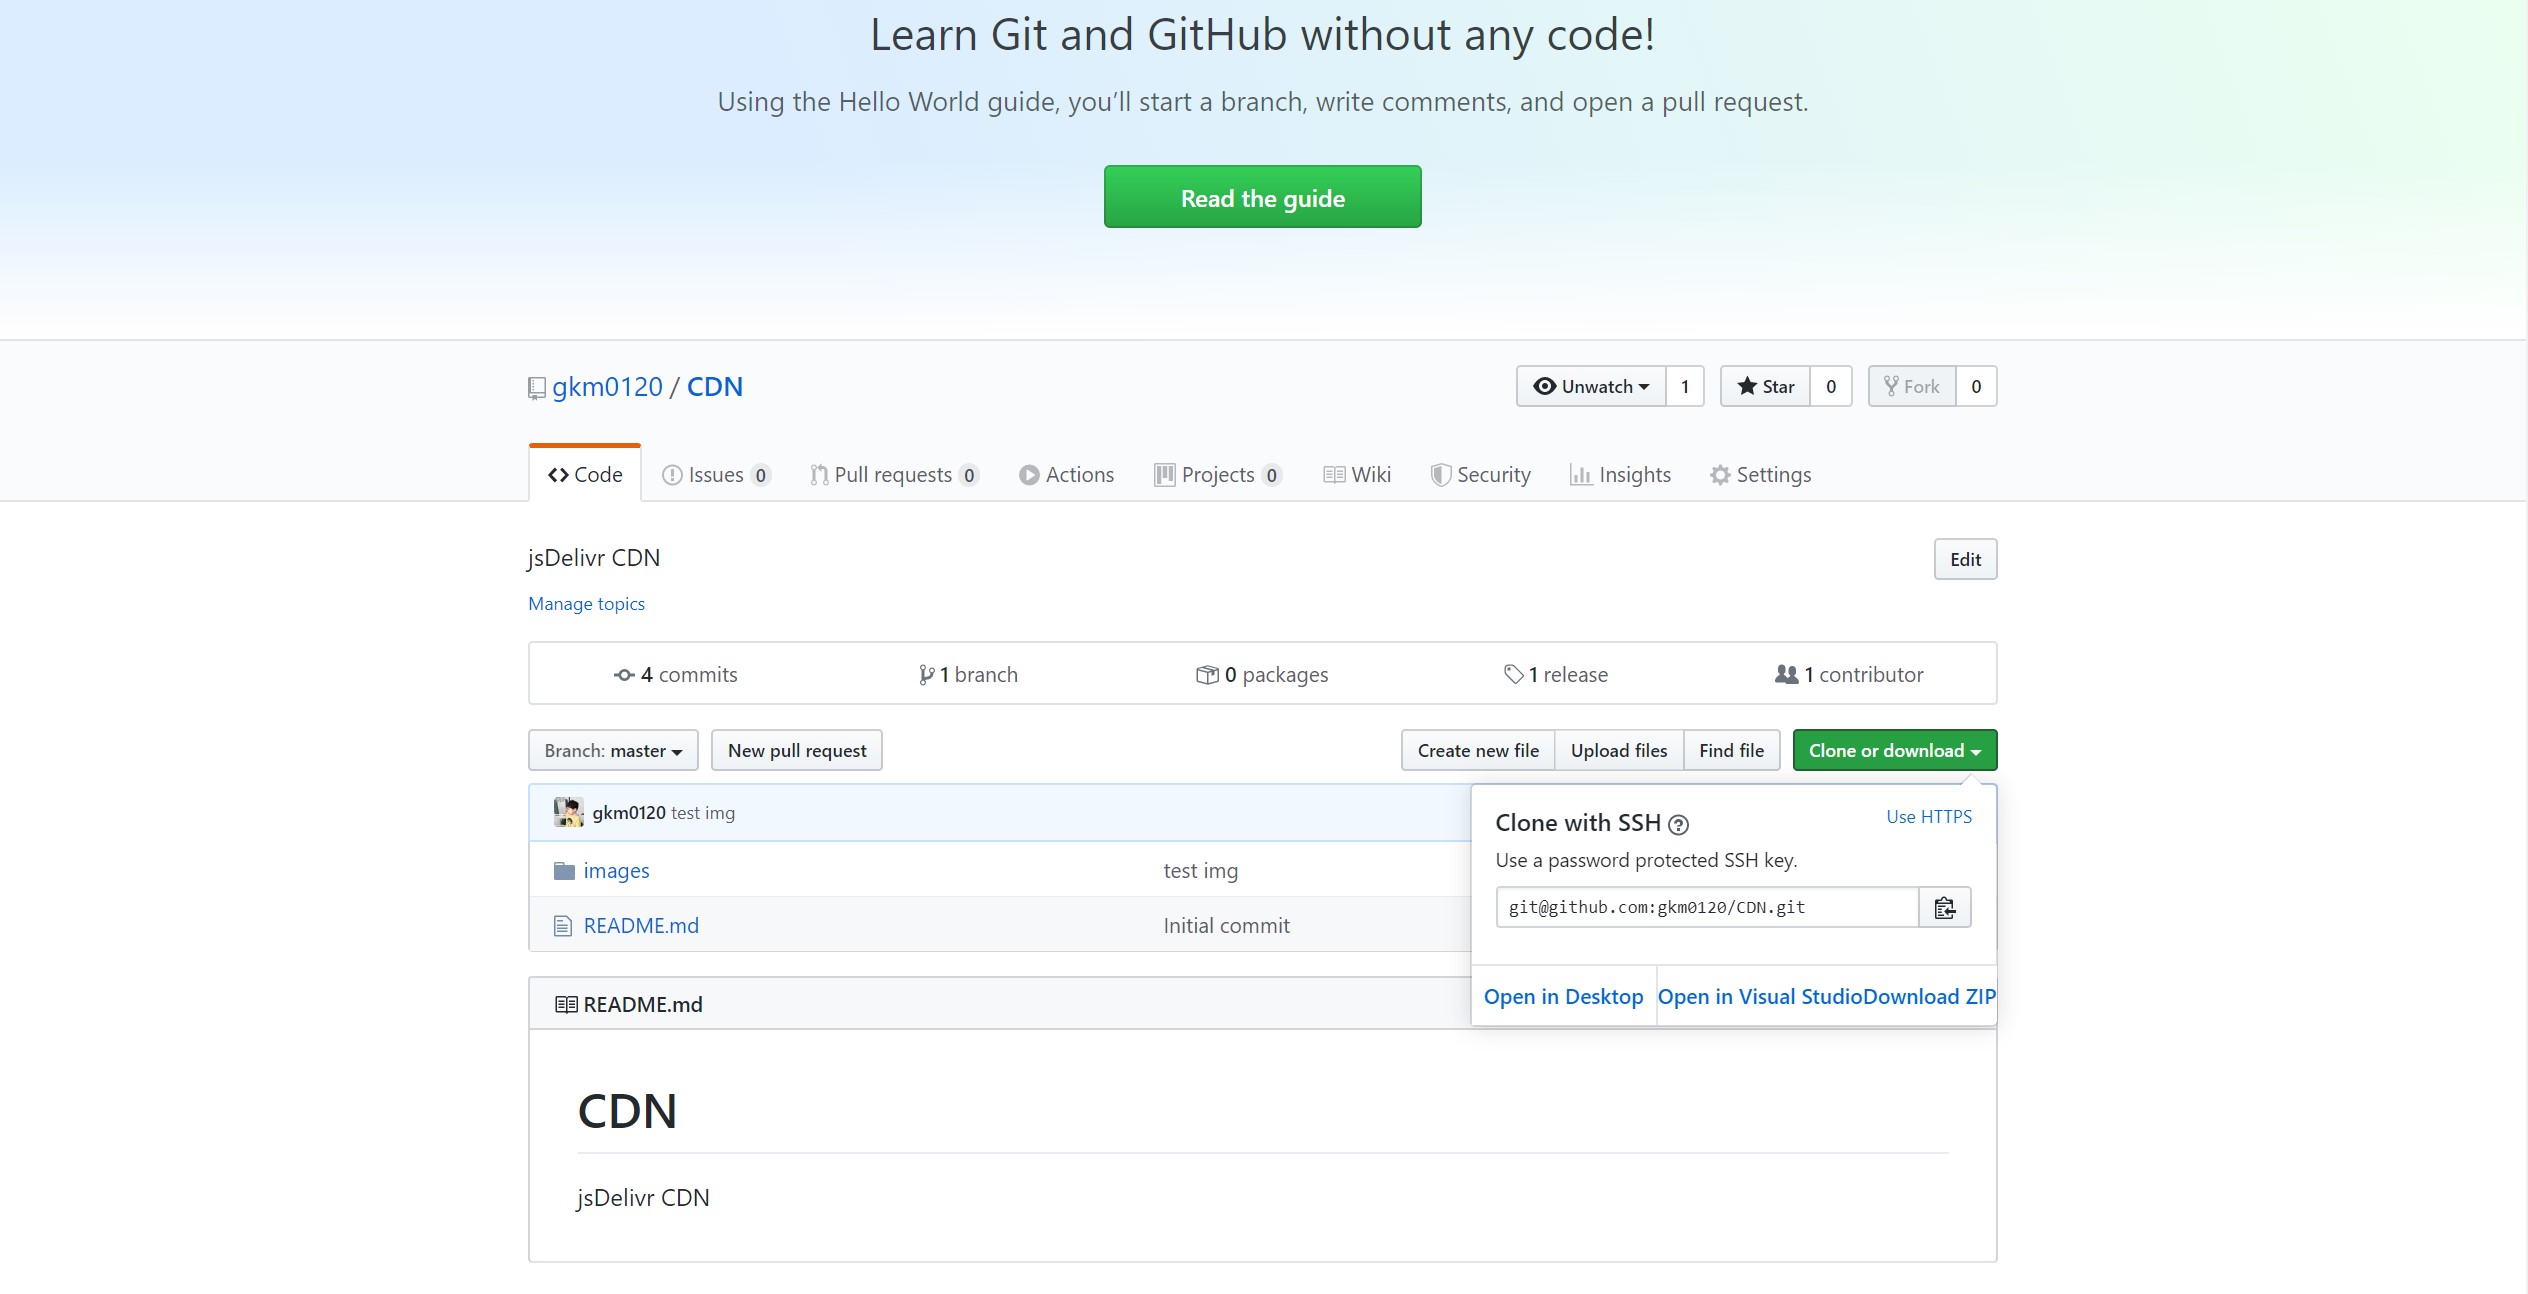 Learn Git and GitHub without any code!
Using the Hello World guide, you’ll start a branch, write comments, and open a pull request.
Read the guide
gkm0120 / CDN
Unwatch 1 Star 0 Fork 0
Code Issues 0 Pull requests 0 Actions Projects 0 Wiki Security Insights Settings
jsDelivr CDN
Edit
Manage topics
4 commits 1 branch 0 packages 1 release 1 contributor
Branch: master New pull request Create new file Upload files Find file Clone or download
gkm0120 test img
images test img
README.md Initial commit
Clone with SSH Use HTTPS
Use a password protected SSH key.
git@github.com:gkm0120/CDN.git
Open in Desktop Open in Visual Studio Download ZIP
README.md
CDN
jsDelivr CDN